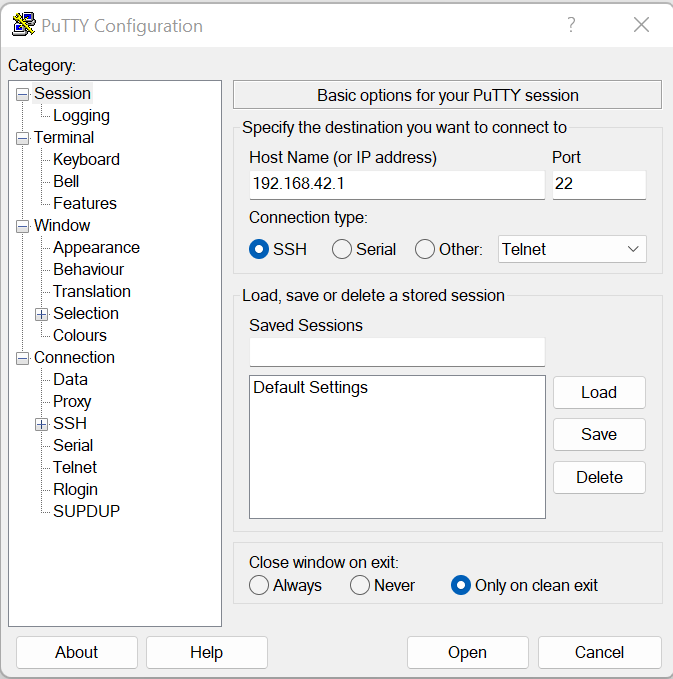 PuTTY Configuration
?
Category:
Session
Logging
Terminal
Keyboard
Bell
Features
Window
Appearance
Behaviour
Translation
Selection
Colours
Connection
Data
Proxy
SSH
Serial
Telnet
Rlogin
SUPDUP
Basic options for your PuTTY session
Specify the destination you want to connect to
Host Name (or IP address) Port
192.168.42.1 22
Connection type:
SSH Serial Other: Telnet
Load, save or delete a stored session
Saved Sessions
Default Settings
Load
Save
Delete
Close window on exit:
Always Never Only on clean exit
About Help Open Cancel